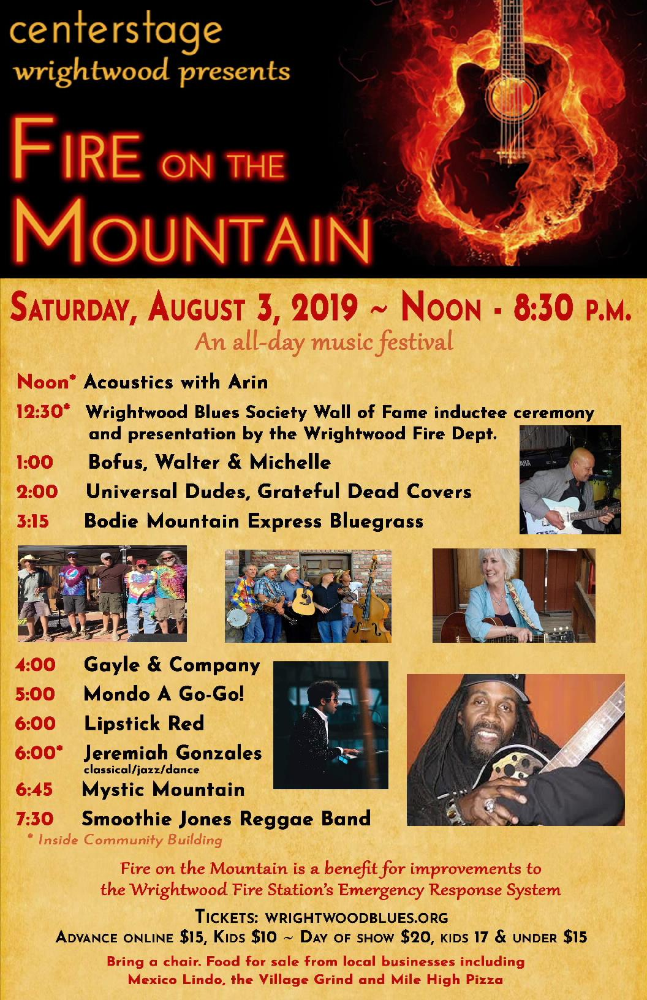 centerstage
wrightwood presents
Fire on the
Mountain
Saturday, August 3, 2019 ~ Noon - 8:30 p.m.
An all-day music festival
Noon* Acoustics with Arin
12:30* Wrightwood Blues Society Wall of Fame inductee ceremony
and presentation by the Wrightwood Fire Dept.
1:00 Bofus, Walter & Michelle
2:00 Universal Dudes, Grateful Dead Covers
3:15 Bodie Mountain Express Bluegrass
4:00 Gayle & Company
5:00 Mondo A Go-Go!
6:00 Lipstick Red
6:00* Jeremiah Gonzales
classical/jazz/dance
6:45 Mystic Mountain
7:30 Smoothie Jones Reggae Band
* Inside Community Building
Fire on the Mountain is a benefit for improvements to
the Wrightwood Fire Station's Emergency Response System
Tickets: wrightwoodblues.org
Advance online $15, Kids $10 ~ Day of show $20, kids 17 & under $15
Bring a chair. Food for sale from local businesses including
Mexico Lindo, the Village Grind and Mile High Pizza